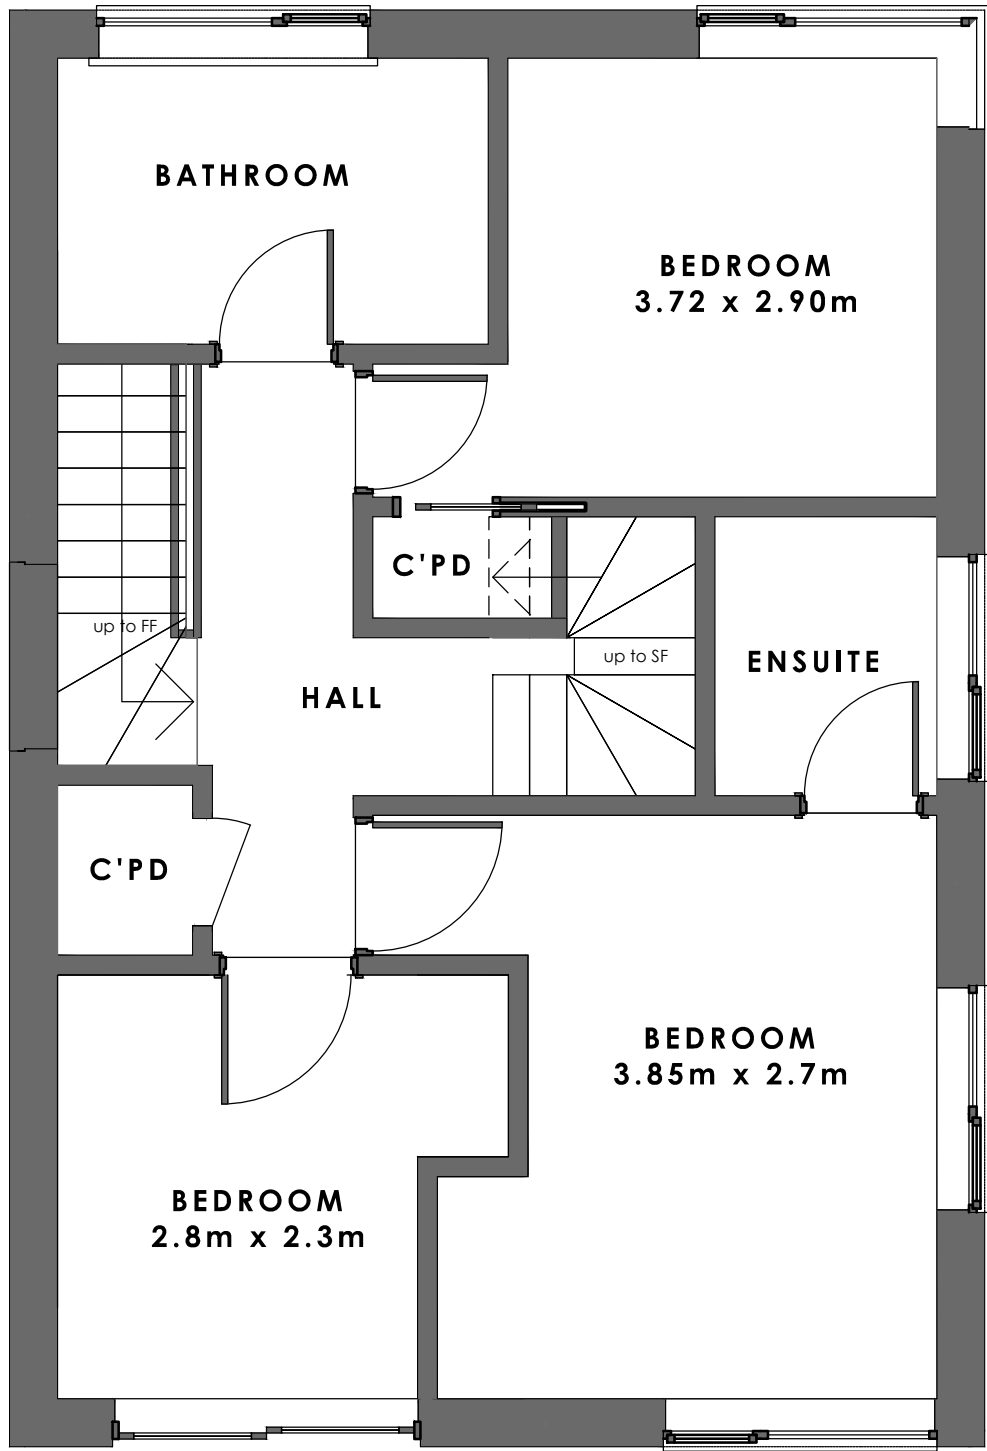 BATHROOM
BEDROOM
3.72 x 2.90m
C'PD
up to FF
up to SF
ENSUITE
HALL
C'PD
BEDROOM
3.85m x 2.7m
BEDROOM
2.8m x 2.3m